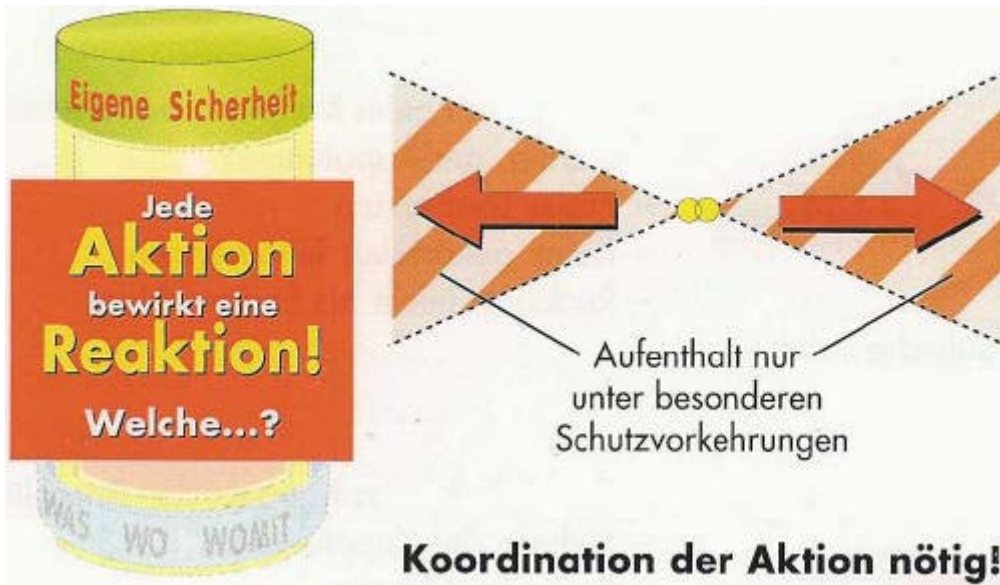 Eigene Sicherheit
Jede
Aktion
bewirkt eine
Reaktion!
Welche...?
WAS WO WOMIT
Aufenthalt nur
unter besonderen
Schutzvorkehrungen
Koordination der Aktion nötig!